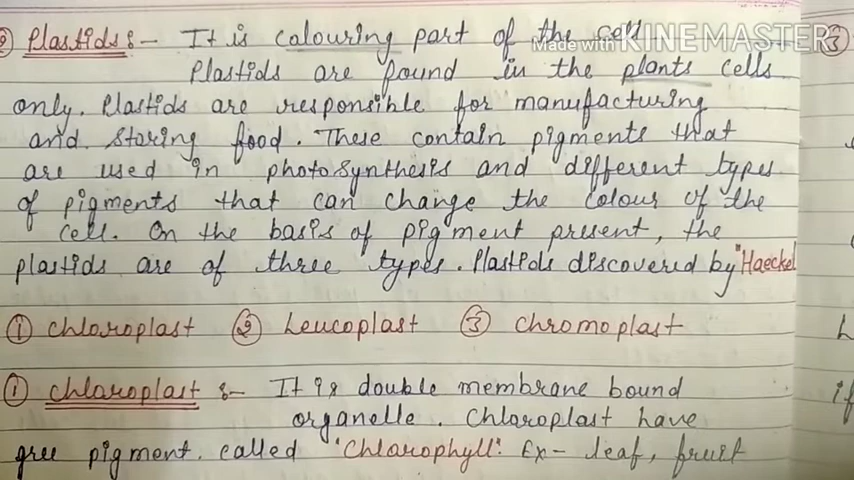 Plastids :- It is colouring part of the cell
Made with KINEMASTER
Plastids are found in the plants cells
only. Plastids are responsible for manufacturing
and storing food. These contain pigments that
are used in photosynthesis and different types
of pigments that can change the colour of the
cell. On the basis of pigment present, the
plastids are of three types. Plastids discovered by "Haeckel
① Chloroplast ② Leucoplast ③ Chromoplast
① Chloroplast :- It is double membrane bound
organelle. Chloroplast have
gree pigment. called "Chlorophyll". Ex- leaf, fruit
③
if